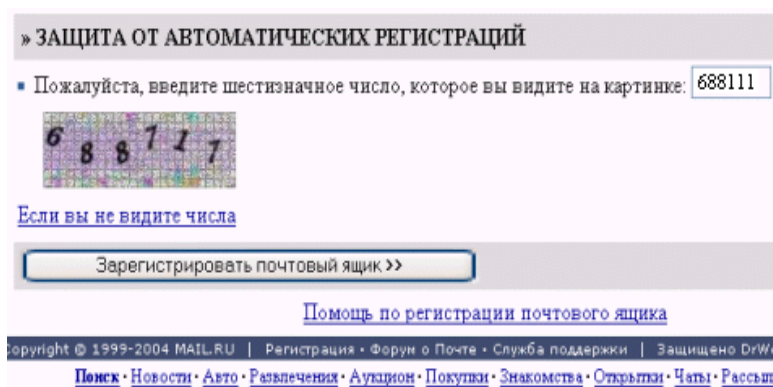 » ЗАЩИТА ОТ АВТОМАТИЧЕСКИХ РЕГИСТРАЦИЙ
▪ Пожалуйста, введите шестизначное число, которое вы видите на картинке: 688111
688717
Если вы не видите числа
Зарегистрировать почтовый ящик >>
Помощь по регистрации почтового ящика
Copyright © 1999-2004 MAIL.RU | Регистрация · Форум о Почте · Служба поддержки | Защищено DrWe
Поиск · Новости · Авто · Развлечения · Аукцион · Покупки · Знакомства · Открытки · Чаты · Рассыл